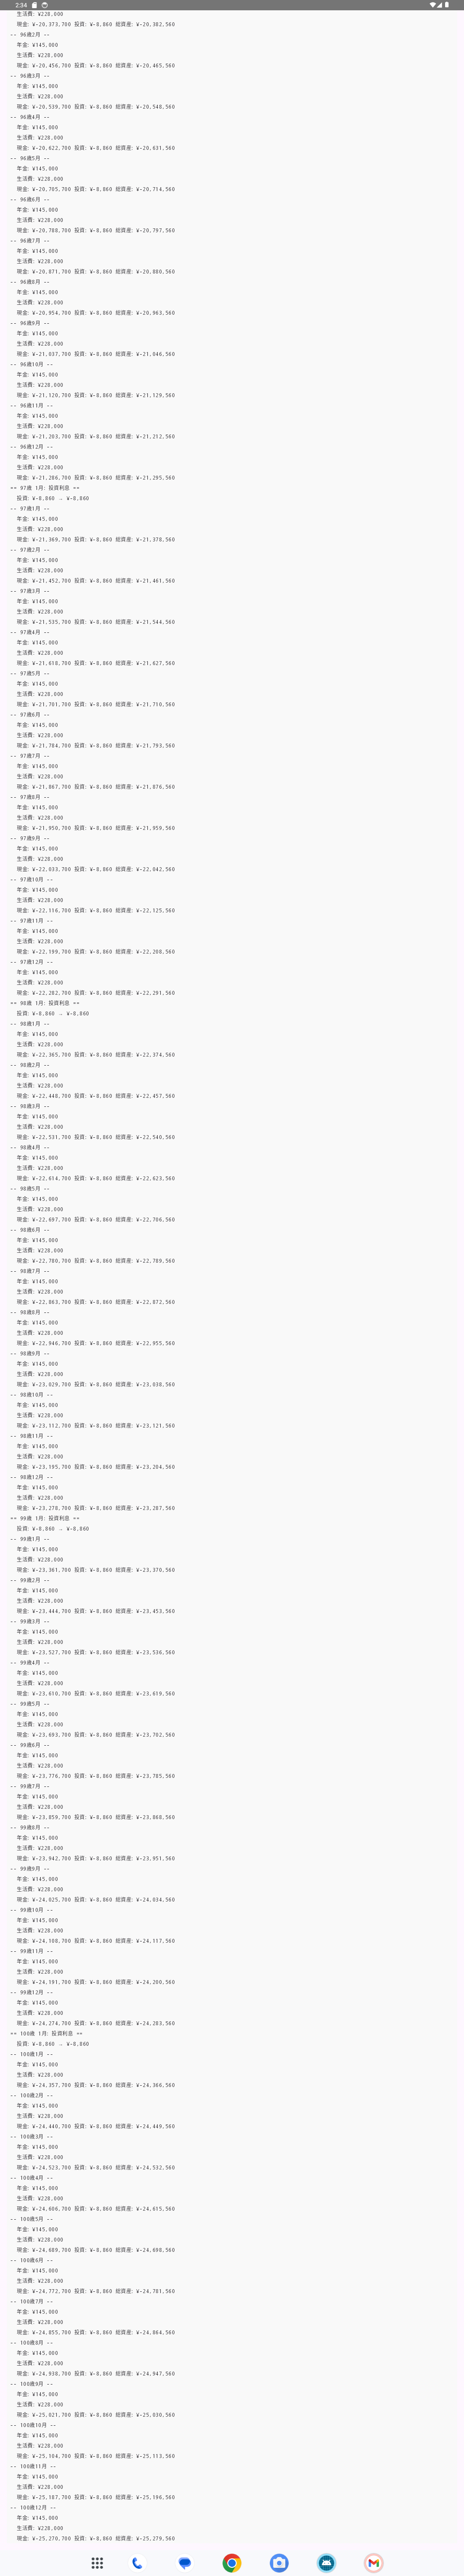 2:34
生活費: ¥228,000
現金: ¥-20,373,700 投資: ¥-8,860 総資産: ¥-20,382,560
-- 96歳2月 --
年金: ¥145,000
生活費: ¥228,000
現金: ¥-20,456,700 投資: ¥-8,860 総資産: ¥-20,465,560
-- 96歳3月 --
年金: ¥145,000
生活費: ¥228,000
現金: ¥-20,539,700 投資: ¥-8,860 総資産: ¥-20,548,560
-- 96歳4月 --
年金: ¥145,000
生活費: ¥228,000
現金: ¥-20,622,700 投資: ¥-8,860 総資産: ¥-20,631,560
-- 96歳5月 --
年金: ¥145,000
生活費: ¥228,000
現金: ¥-20,705,700 投資: ¥-8,860 総資産: ¥-20,714,560
-- 96歳6月 --
年金: ¥145,000
生活費: ¥228,000
現金: ¥-20,788,700 投資: ¥-8,860 総資産: ¥-20,797,560
-- 96歳7月 --
年金: ¥145,000
生活費: ¥228,000
現金: ¥-20,871,700 投資: ¥-8,860 総資産: ¥-20,880,560
-- 96歳8月 --
年金: ¥145,000
生活費: ¥228,000
現金: ¥-20,954,700 投資: ¥-8,860 総資産: ¥-20,963,560
-- 96歳9月 --
年金: ¥145,000
生活費: ¥228,000
現金: ¥-21,037,700 投資: ¥-8,860 総資産: ¥-21,046,560
-- 96歳10月 --
年金: ¥145,000
生活費: ¥228,000
現金: ¥-21,120,700 投資: ¥-8,860 総資産: ¥-21,129,560
-- 96歳11月 --
年金: ¥145,000
生活費: ¥228,000
現金: ¥-21,203,700 投資: ¥-8,860 総資産: ¥-21,212,560
-- 96歳12月 --
年金: ¥145,000
生活費: ¥228,000
現金: ¥-21,286,700 投資: ¥-8,860 総資産: ¥-21,295,560
== 97歳 1月: 投資利息 ==
投資: ¥-8,860 → ¥-8,860
-- 97歳1月 --
年金: ¥145,000
生活費: ¥228,000
現金: ¥-21,369,700 投資: ¥-8,860 総資産: ¥-21,378,560
-- 97歳2月 --
年金: ¥145,000
生活費: ¥228,000
現金: ¥-21,452,700 投資: ¥-8,860 総資産: ¥-21,461,560
-- 97歳3月 --
年金: ¥145,000
生活費: ¥228,000
現金: ¥-21,535,700 投資: ¥-8,860 総資産: ¥-21,544,560
-- 97歳4月 --
年金: ¥145,000
生活費: ¥228,000
現金: ¥-21,618,700 投資: ¥-8,860 総資産: ¥-21,627,560
-- 97歳5月 --
年金: ¥145,000
生活費: ¥228,000
現金: ¥-21,701,700 投資: ¥-8,860 総資産: ¥-21,710,560
-- 97歳6月 --
年金: ¥145,000
生活費: ¥228,000
現金: ¥-21,784,700 投資: ¥-8,860 総資産: ¥-21,793,560
-- 97歳7月 --
年金: ¥145,000
生活費: ¥228,000
現金: ¥-21,867,700 投資: ¥-8,860 総資産: ¥-21,876,560
-- 97歳8月 --
年金: ¥145,000
生活費: ¥228,000
現金: ¥-21,950,700 投資: ¥-8,860 総資産: ¥-21,959,560
-- 97歳9月 --
年金: ¥145,000
生活費: ¥228,000
現金: ¥-22,033,700 投資: ¥-8,860 総資産: ¥-22,042,560
-- 97歳10月 --
年金: ¥145,000
生活費: ¥228,000
現金: ¥-22,116,700 投資: ¥-8,860 総資産: ¥-22,125,560
-- 97歳11月 --
年金: ¥145,000
生活費: ¥228,000
現金: ¥-22,199,700 投資: ¥-8,860 総資産: ¥-22,208,560
-- 97歳12月 --
年金: ¥145,000
生活費: ¥228,000
現金: ¥-22,282,700 投資: ¥-8,860 総資産: ¥-22,291,560
== 98歳 1月: 投資利息 ==
投資: ¥-8,860 → ¥-8,860
-- 98歳1月 --
年金: ¥145,000
生活費: ¥228,000
現金: ¥-22,365,700 投資: ¥-8,860 総資産: ¥-22,374,560
-- 98歳2月 --
年金: ¥145,000
生活費: ¥228,000
現金: ¥-22,448,700 投資: ¥-8,860 総資産: ¥-22,457,560
-- 98歳3月 --
年金: ¥145,000
生活費: ¥228,000
現金: ¥-22,531,700 投資: ¥-8,860 総資産: ¥-22,540,560
-- 98歳4月 --
年金: ¥145,000
生活費: ¥228,000
現金: ¥-22,614,700 投資: ¥-8,860 総資産: ¥-22,623,560
-- 98歳5月 --
年金: ¥145,000
生活費: ¥228,000
現金: ¥-22,697,700 投資: ¥-8,860 総資産: ¥-22,706,560
-- 98歳6月 --
年金: ¥145,000
生活費: ¥228,000
現金: ¥-22,780,700 投資: ¥-8,860 総資産: ¥-22,789,560
-- 98歳7月 --
年金: ¥145,000
生活費: ¥228,000
現金: ¥-22,863,700 投資: ¥-8,860 総資産: ¥-22,872,560
-- 98歳8月 --
年金: ¥145,000
生活費: ¥228,000
現金: ¥-22,946,700 投資: ¥-8,860 総資産: ¥-22,955,560
-- 98歳9月 --
年金: ¥145,000
生活費: ¥228,000
現金: ¥-23,029,700 投資: ¥-8,860 総資産: ¥-23,038,560
-- 98歳10月 --
年金: ¥145,000
生活費: ¥228,000
現金: ¥-23,112,700 投資: ¥-8,860 総資産: ¥-23,121,560
-- 98歳11月 --
年金: ¥145,000
生活費: ¥228,000
現金: ¥-23,195,700 投資: ¥-8,860 総資産: ¥-23,204,560
-- 98歳12月 --
年金: ¥145,000
生活費: ¥228,000
現金: ¥-23,278,700 投資: ¥-8,860 総資産: ¥-23,287,560
== 99歳 1月: 投資利息 ==
投資: ¥-8,860 → ¥-8,860
-- 99歳1月 --
年金: ¥145,000
生活費: ¥228,000
現金: ¥-23,361,700 投資: ¥-8,860 総資産: ¥-23,370,560
-- 99歳2月 --
年金: ¥145,000
生活費: ¥228,000
現金: ¥-23,444,700 投資: ¥-8,860 総資産: ¥-23,453,560
-- 99歳3月 --
年金: ¥145,000
生活費: ¥228,000
現金: ¥-23,527,700 投資: ¥-8,860 総資産: ¥-23,536,560
-- 99歳4月 --
年金: ¥145,000
生活費: ¥228,000
現金: ¥-23,610,700 投資: ¥-8,860 総資産: ¥-23,619,560
-- 99歳5月 --
年金: ¥145,000
生活費: ¥228,000
現金: ¥-23,693,700 投資: ¥-8,860 総資産: ¥-23,702,560
-- 99歳6月 --
年金: ¥145,000
生活費: ¥228,000
現金: ¥-23,776,700 投資: ¥-8,860 総資産: ¥-23,785,560
-- 99歳7月 --
年金: ¥145,000
生活費: ¥228,000
現金: ¥-23,859,700 投資: ¥-8,860 総資産: ¥-23,868,560
-- 99歳8月 --
年金: ¥145,000
生活費: ¥228,000
現金: ¥-23,942,700 投資: ¥-8,860 総資産: ¥-23,951,560
-- 99歳9月 --
年金: ¥145,000
生活費: ¥228,000
現金: ¥-24,025,700 投資: ¥-8,860 総資産: ¥-24,034,560
-- 99歳10月 --
年金: ¥145,000
生活費: ¥228,000
現金: ¥-24,108,700 投資: ¥-8,860 総資産: ¥-24,117,560
-- 99歳11月 --
年金: ¥145,000
生活費: ¥228,000
現金: ¥-24,191,700 投資: ¥-8,860 総資産: ¥-24,200,560
-- 99歳12月 --
年金: ¥145,000
生活費: ¥228,000
現金: ¥-24,274,700 投資: ¥-8,860 総資産: ¥-24,283,560
== 100歳 1月: 投資利息 ==
投資: ¥-8,860 → ¥-8,860
-- 100歳1月 --
年金: ¥145,000
生活費: ¥228,000
現金: ¥-24,357,700 投資: ¥-8,860 総資産: ¥-24,366,560
-- 100歳2月 --
年金: ¥145,000
生活費: ¥228,000
現金: ¥-24,440,700 投資: ¥-8,860 総資産: ¥-24,449,560
-- 100歳3月 --
年金: ¥145,000
生活費: ¥228,000
現金: ¥-24,523,700 投資: ¥-8,860 総資産: ¥-24,532,560
-- 100歳4月 --
年金: ¥145,000
生活費: ¥228,000
現金: ¥-24,606,700 投資: ¥-8,860 総資産: ¥-24,615,560
-- 100歳5月 --
年金: ¥145,000
生活費: ¥228,000
現金: ¥-24,689,700 投資: ¥-8,860 総資産: ¥-24,698,560
-- 100歳6月 --
年金: ¥145,000
生活費: ¥228,000
現金: ¥-24,772,700 投資: ¥-8,860 総資産: ¥-24,781,560
-- 100歳7月 --
年金: ¥145,000
生活費: ¥228,000
現金: ¥-24,855,700 投資: ¥-8,860 総資産: ¥-24,864,560
-- 100歳8月 --
年金: ¥145,000
生活費: ¥228,000
現金: ¥-24,938,700 投資: ¥-8,860 総資産: ¥-24,947,560
-- 100歳9月 --
年金: ¥145,000
生活費: ¥228,000
現金: ¥-25,021,700 投資: ¥-8,860 総資産: ¥-25,030,560
-- 100歳10月 --
年金: ¥145,000
生活費: ¥228,000
現金: ¥-25,104,700 投資: ¥-8,860 総資産: ¥-25,113,560
-- 100歳11月 --
年金: ¥145,000
生活費: ¥228,000
現金: ¥-25,187,700 投資: ¥-8,860 総資産: ¥-25,196,560
-- 100歳12月 --
年金: ¥145,000
生活費: ¥228,000
現金: ¥-25,270,700 投資: ¥-8,860 総資産: ¥-25,279,560